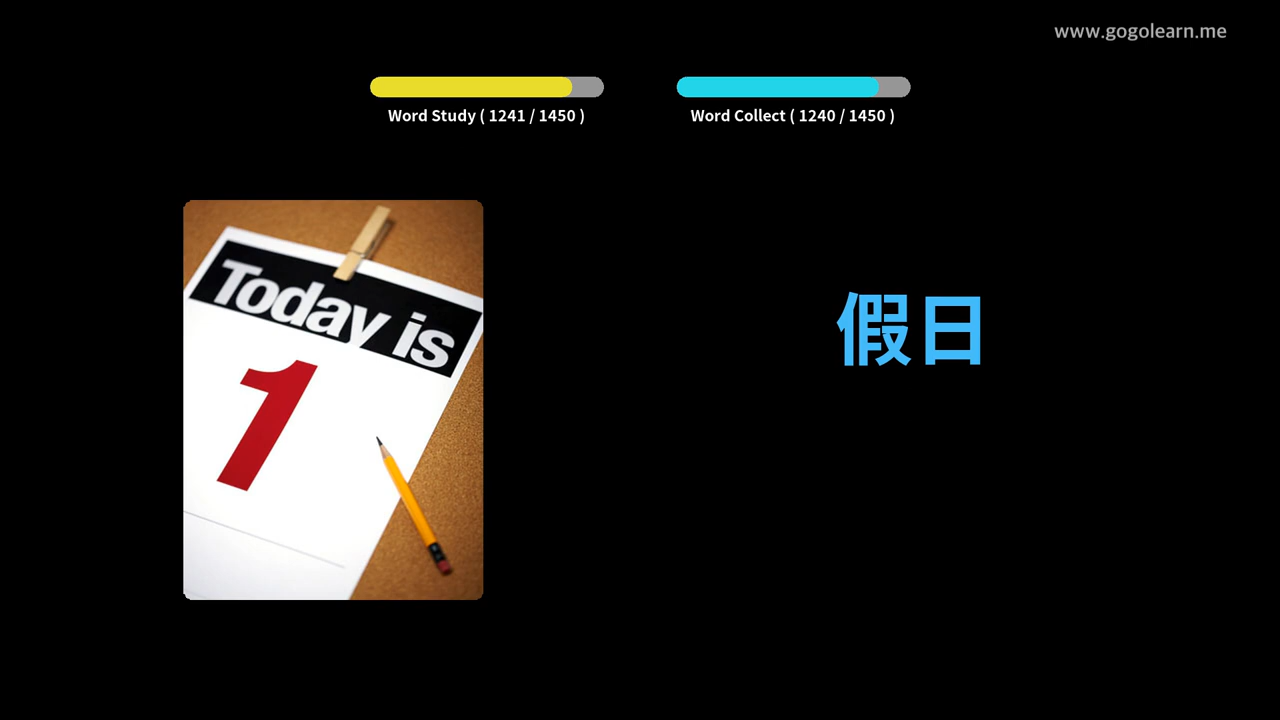 www.gogolearn.me
Word Study ( 1241 / 1450 )
Word Collect ( 1240 / 1450 )
Today is
1
假日